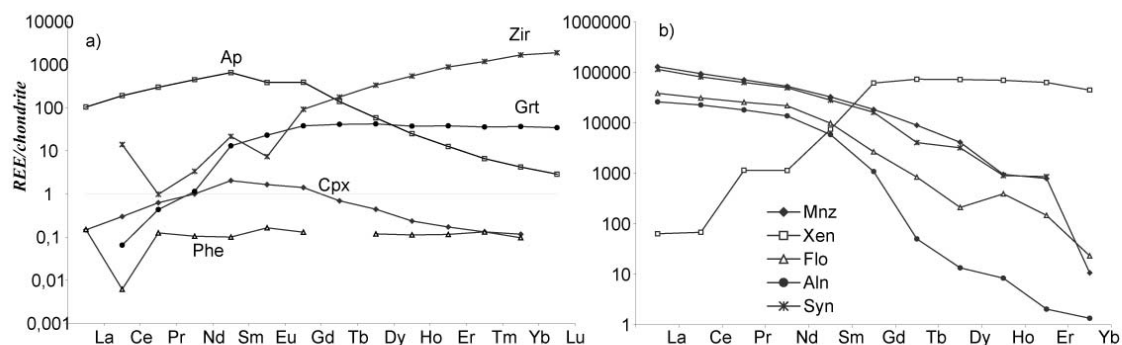 a)
REE/chondrite
10000
1000
100
10
1
0,1
0,01
0,001
Ap
Zir
Grt
Cpx
Phe
La Ce Pr Nd Sm Eu Gd Tb Dy Ho Er Tm Yb Lu
b)
1000000
100000
10000
1000
100
10
1
Mnz
Xen
Flo
Aln
Syn
La Ce Pr Nd Sm Gd Tb Dy Ho Er Yb